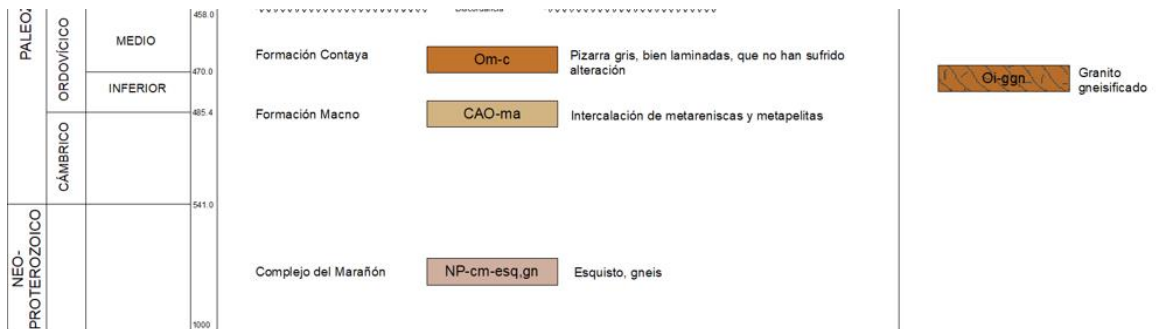 458.0
PALEOZ
ORDOVÍCICO
MEDIO
Formación Contaya
Om-c
Pizarra gris, bien laminadas, que no han sufrido
alteración
470.0
INFERIOR
Oi-ggn
Granito
gneisificado
485.4
Formación Macno
CAO-ma
Intercalación de metareniscas y metapelitas
CÁMBRICO
541.0
NEO-
PROTEROZOICO
Complejo del Marañón
NP-cm-esq,gn
Esquisto, gneis
1000